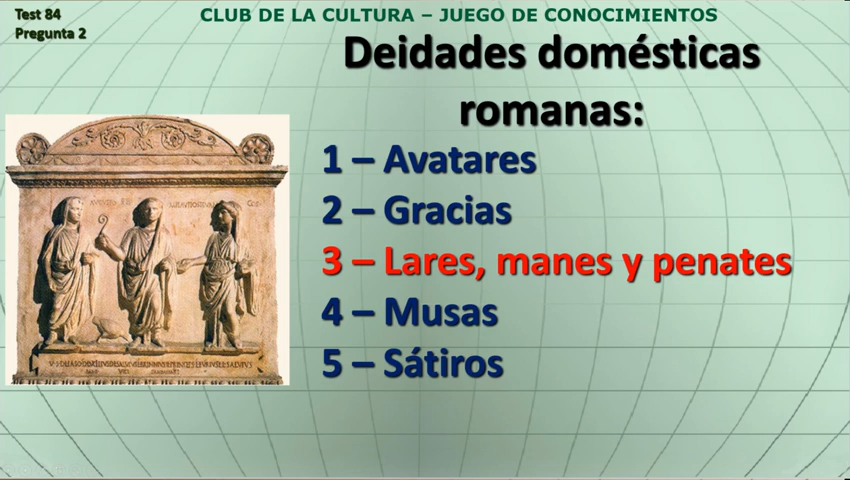 Test 84
Pregunta 2
CLUB DE LA CULTURA – JUEGO DE CONOCIMIENTOS
Deidades domésticas
romanas:
1 – Avatares
2 – Gracias
3 – Lares, manes y penates
4 – Musas
5 – Sátiros